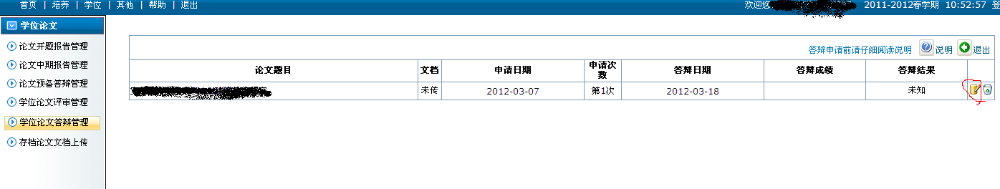 首页 | 培养 | 学位 | 其他 | 帮助 | 退出
欢迎您 2011-2012春学期 10:52:57 登
学位论文
论文开题报告管理
论文中期报告管理
论文预备答辩管理
学位论文评审管理
学位论文答辩管理
存档论文文档上传
答辩申请前请仔细阅读说明 说明 退出
论文题目 文档 申请日期 申请次数 答辩日期 答辩成绩 答辩结果
未传 2012-03-07 第1次 2012-03-18 未知